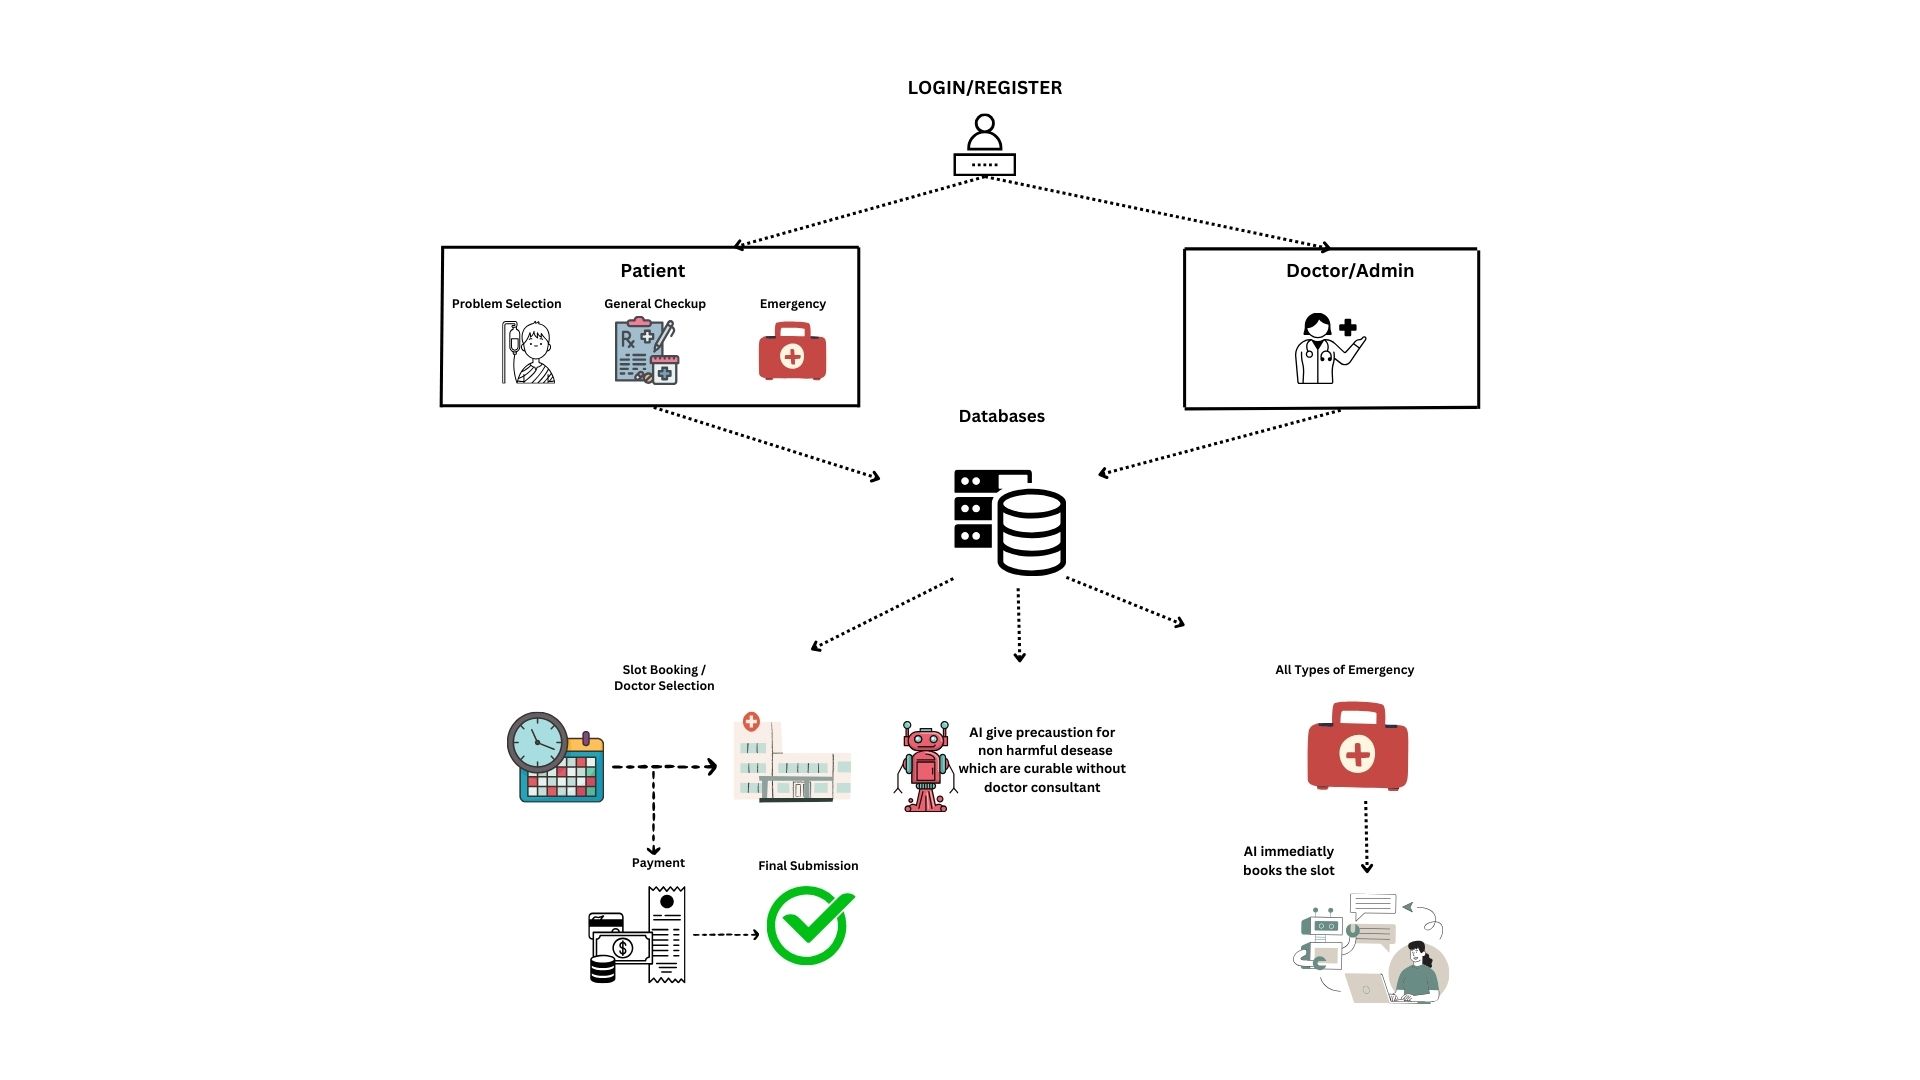 LOGIN/REGISTER
Patient
Problem Selection
General Checkup
Emergency
Rx
Doctor/Admin
Databases
Slot Booking /
Doctor Selection
AI give precaustion for
non harmful desease
which are curable without
doctor consultant
All Types of Emergency
Payment
Final Submission
$
AI immediatly
books the slot